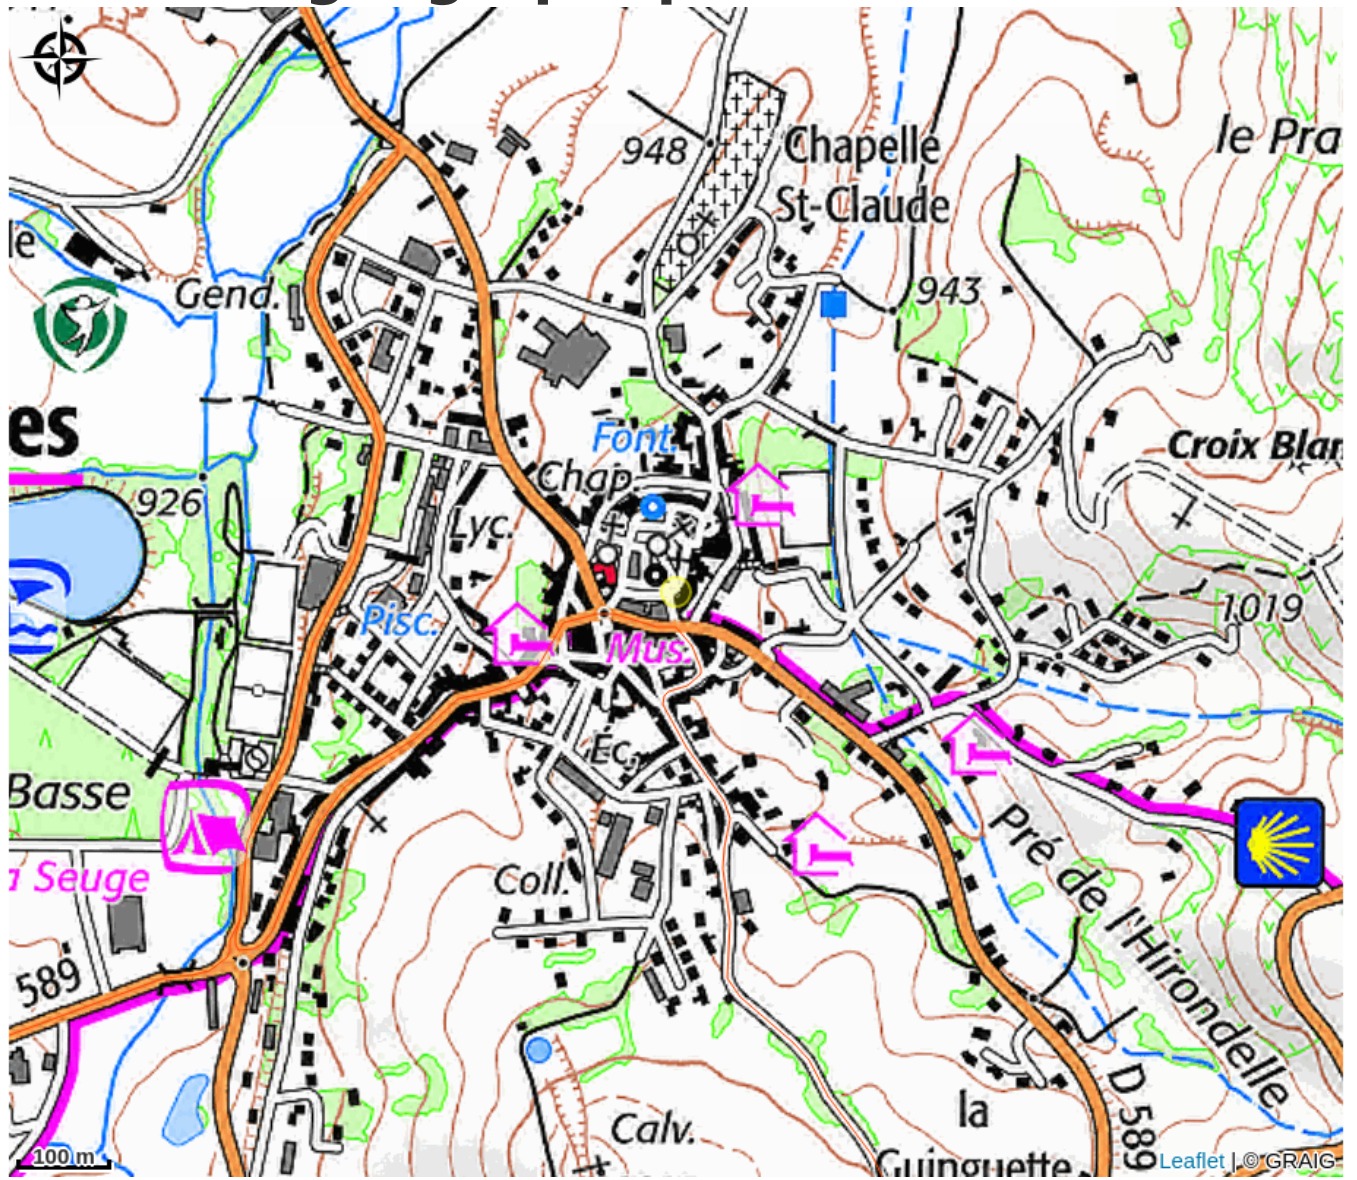 948
Chapelle
St-Claude
le Pra
le
Gend.
943
es
Font.
Croix Blan
Chap
926
Lyc.
1019
Pisc.
Mus.
Éc.
Basse
a Seuge
Pré de l'Hirondelle
Coll.
589
D 589
la
Guinguette
Calv.
100 m
Leaflet | © GRAIG